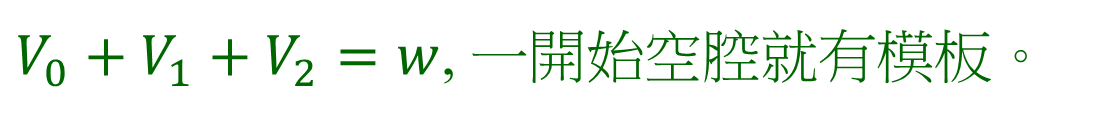 𝑉₀ + 𝑉₁ + 𝑉₂ = 𝑤, 一開始空腔就有模板。